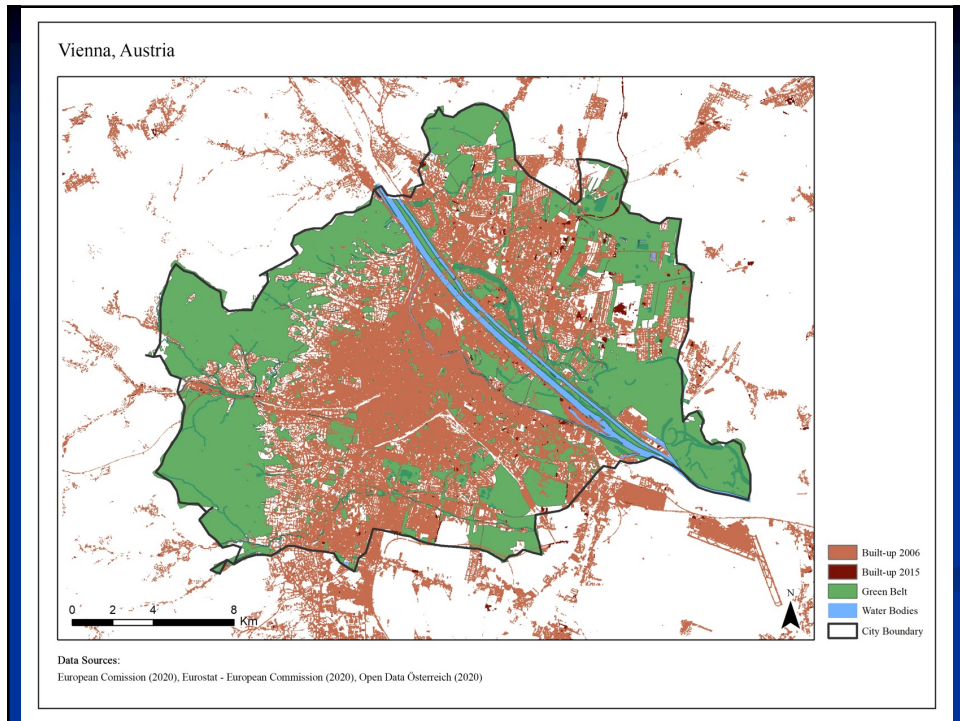 Vienna, Austria
Built-up 2006
Built-up 2015
Green Belt
Water Bodies
City Boundary
N
0 2 4 8
Km
Data Sources:
European Comission (2020), Eurostat - European Commission (2020), Open Data Österreich (2020)